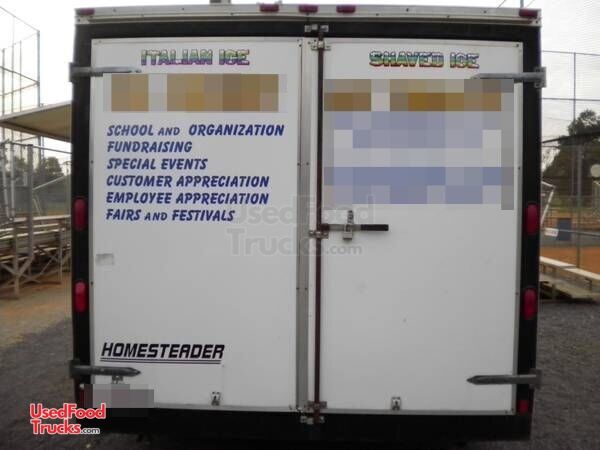 ITALIAN ICE
SHAVED ICE
SCHOOL AND ORGANIZATION
FUNDRAISING
SPECIAL EVENTS
CUSTOMER APPRECIATION
EMPLOYEE APPRECIATION
FAIRS AND FESTIVALS
UsedFood
Trucks.com
HOMESTEADER
UsedFood
Trucks.com